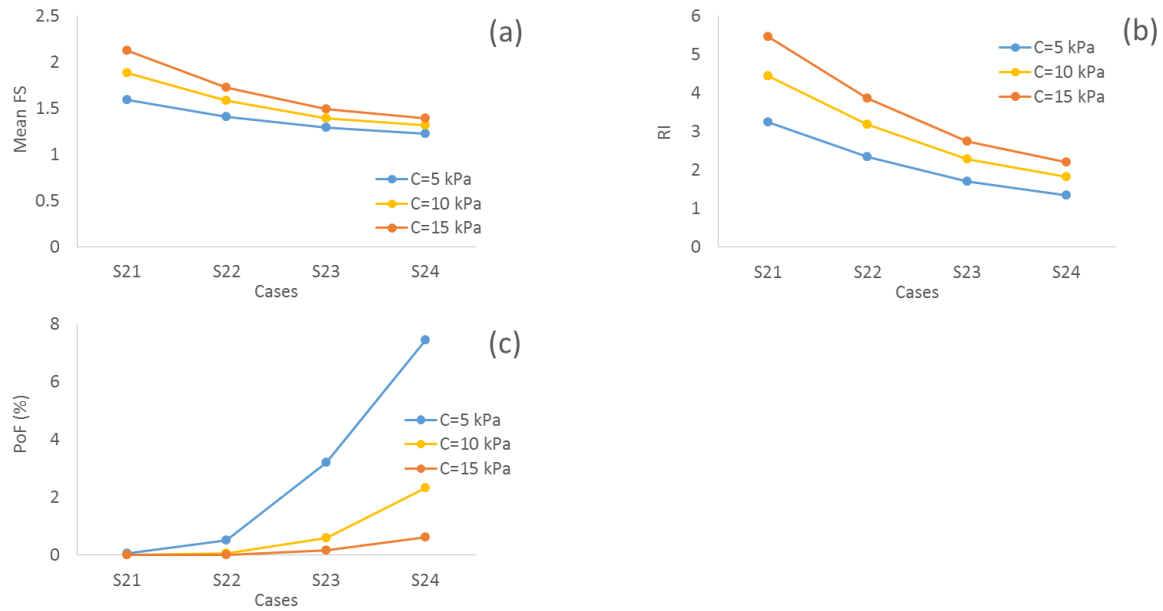 (a)
Mean FS
2.5
2
1.5
1
0.5
0
C=5 kPa
C=10 kPa
C=15 kPa
S21 S22 S23 S24
Cases
(b)
RI
6
5
4
3
2
1
0
C=5 kPa
C=10 kPa
C=15 kPa
S21 S22 S23 S24
Cases
(c)
PoF (%)
8
6
4
2
0
C=5 kPa
C=10 kPa
C=15 kPa
S21 S22 S23 S24
Cases